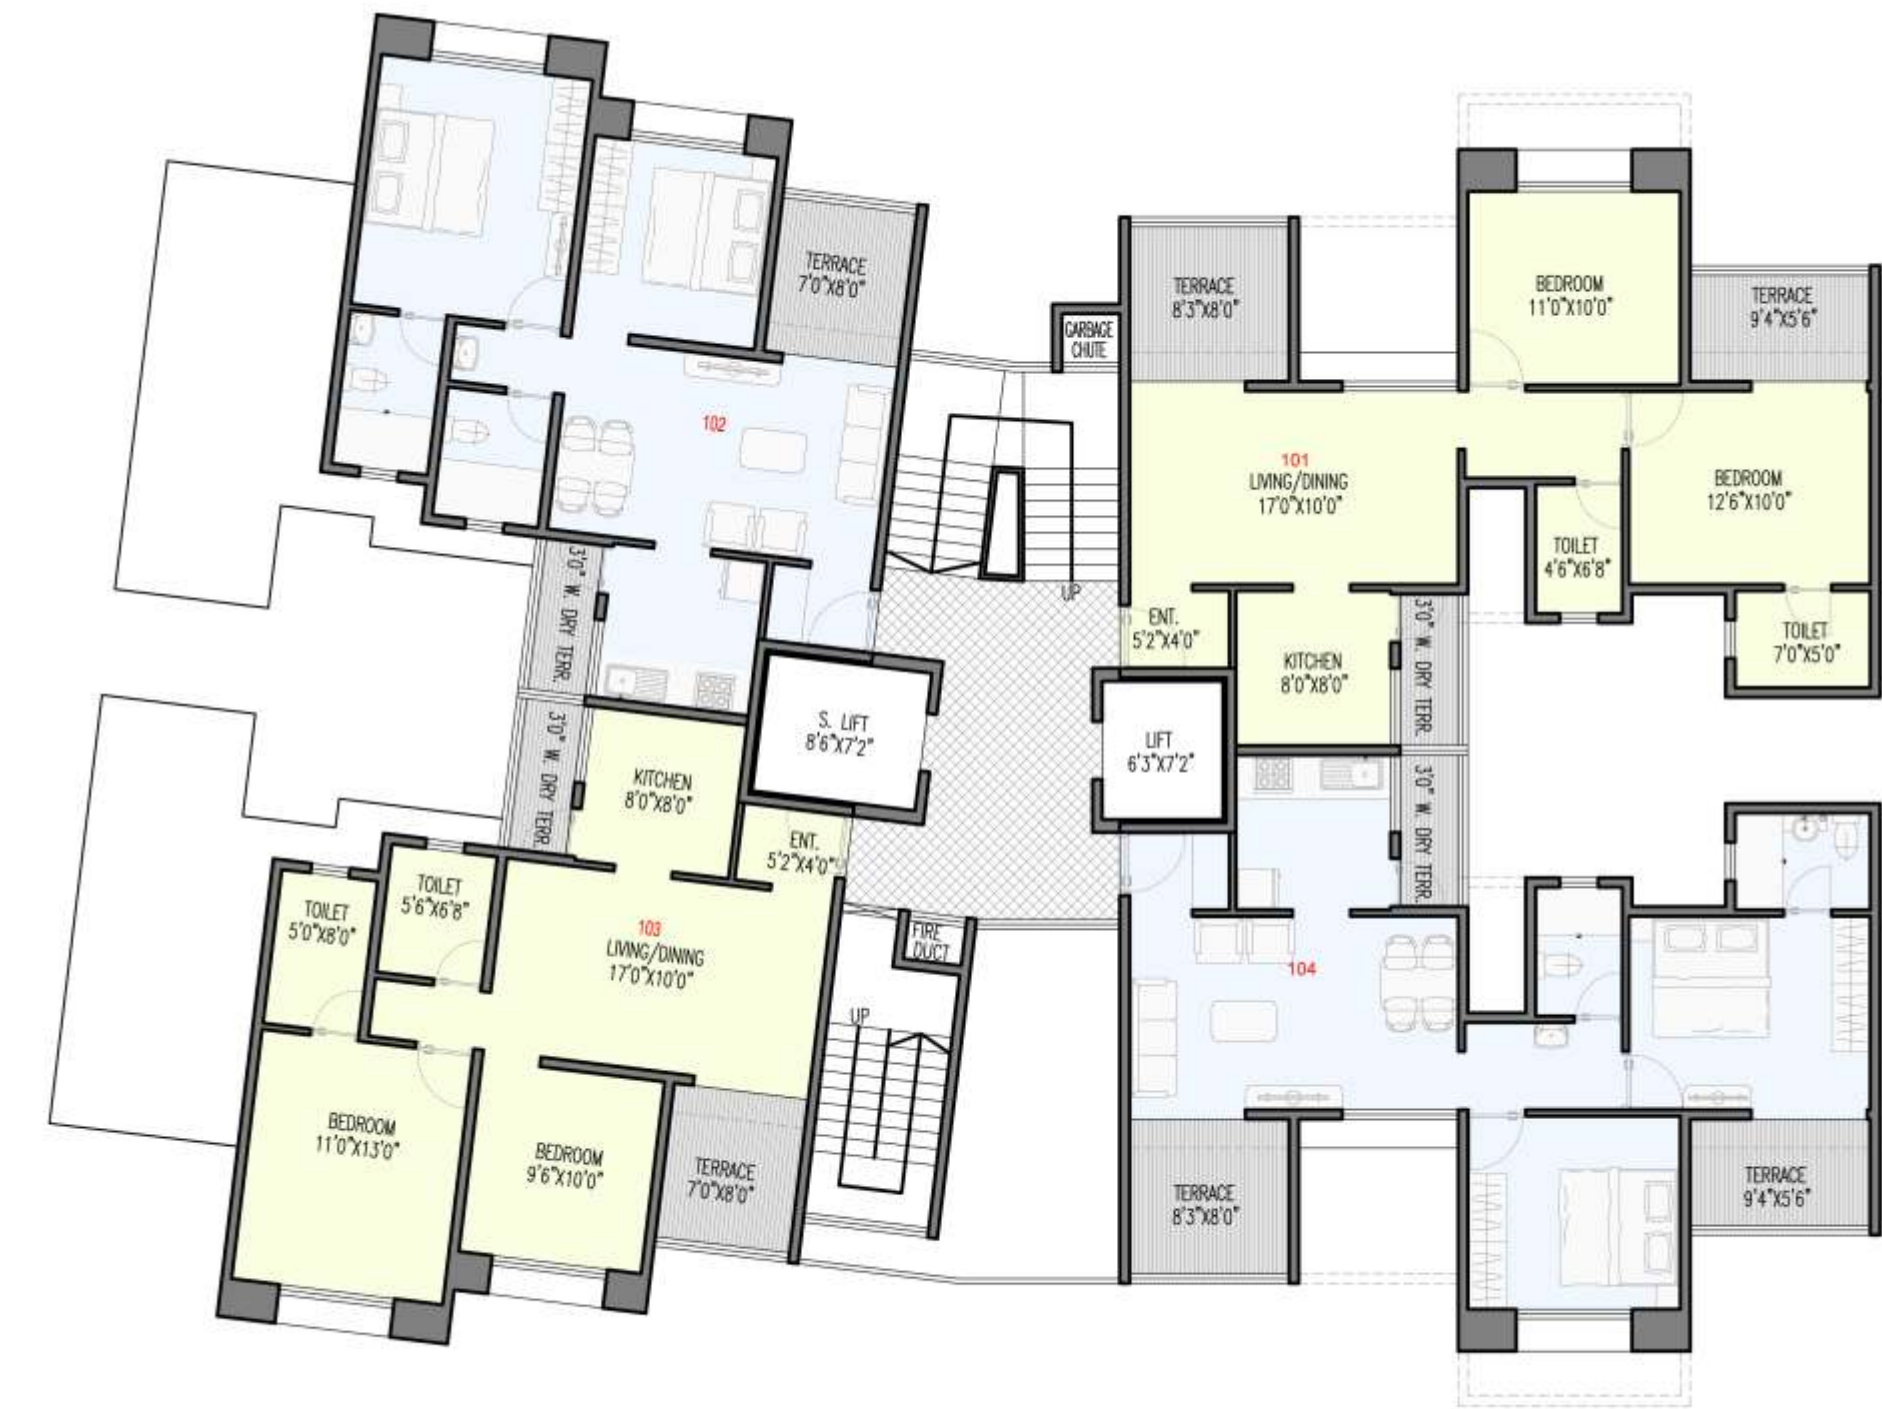 TERRACE
7'0"X8'0"
102
3'0" W. DRY TERR.
S. LIFT
8'6"X7'2"
GARBAGE
CHUTE
UP
TERRACE
8'3"X8'0"
BEDROOM
11'0"X10'0"
TERRACE
9'4"X5'6"
101
LIVING/DINING
17'0"X10'0"
BEDROOM
12'6"X10'0"
TOILET
4'6"X6'8"
ENT.
5'2"X4'0"
KITCHEN
8'0"X8'0"
3'0" W. DRY TERR.
TOILET
7'0"X5'0"
LIFT
6'3"X7'2"
3'0" W. DRY TERR.
KITCHEN
8'0"X8'0"
ENT.
5'2"X4'0"
TOILET
5'6"X6'8"
TOILET
5'0"X8'0"
103
LIVING/DINING
17'0"X10'0"
FIRE
DUCT
UP
BEDROOM
11'0"X13'0"
BEDROOM
9'6"X10'0"
TERRACE
7'0"X8'0"
3'0" W. DRY TERR.
104
TERRACE
8'3"X8'0"
TERRACE
9'4"X5'6"